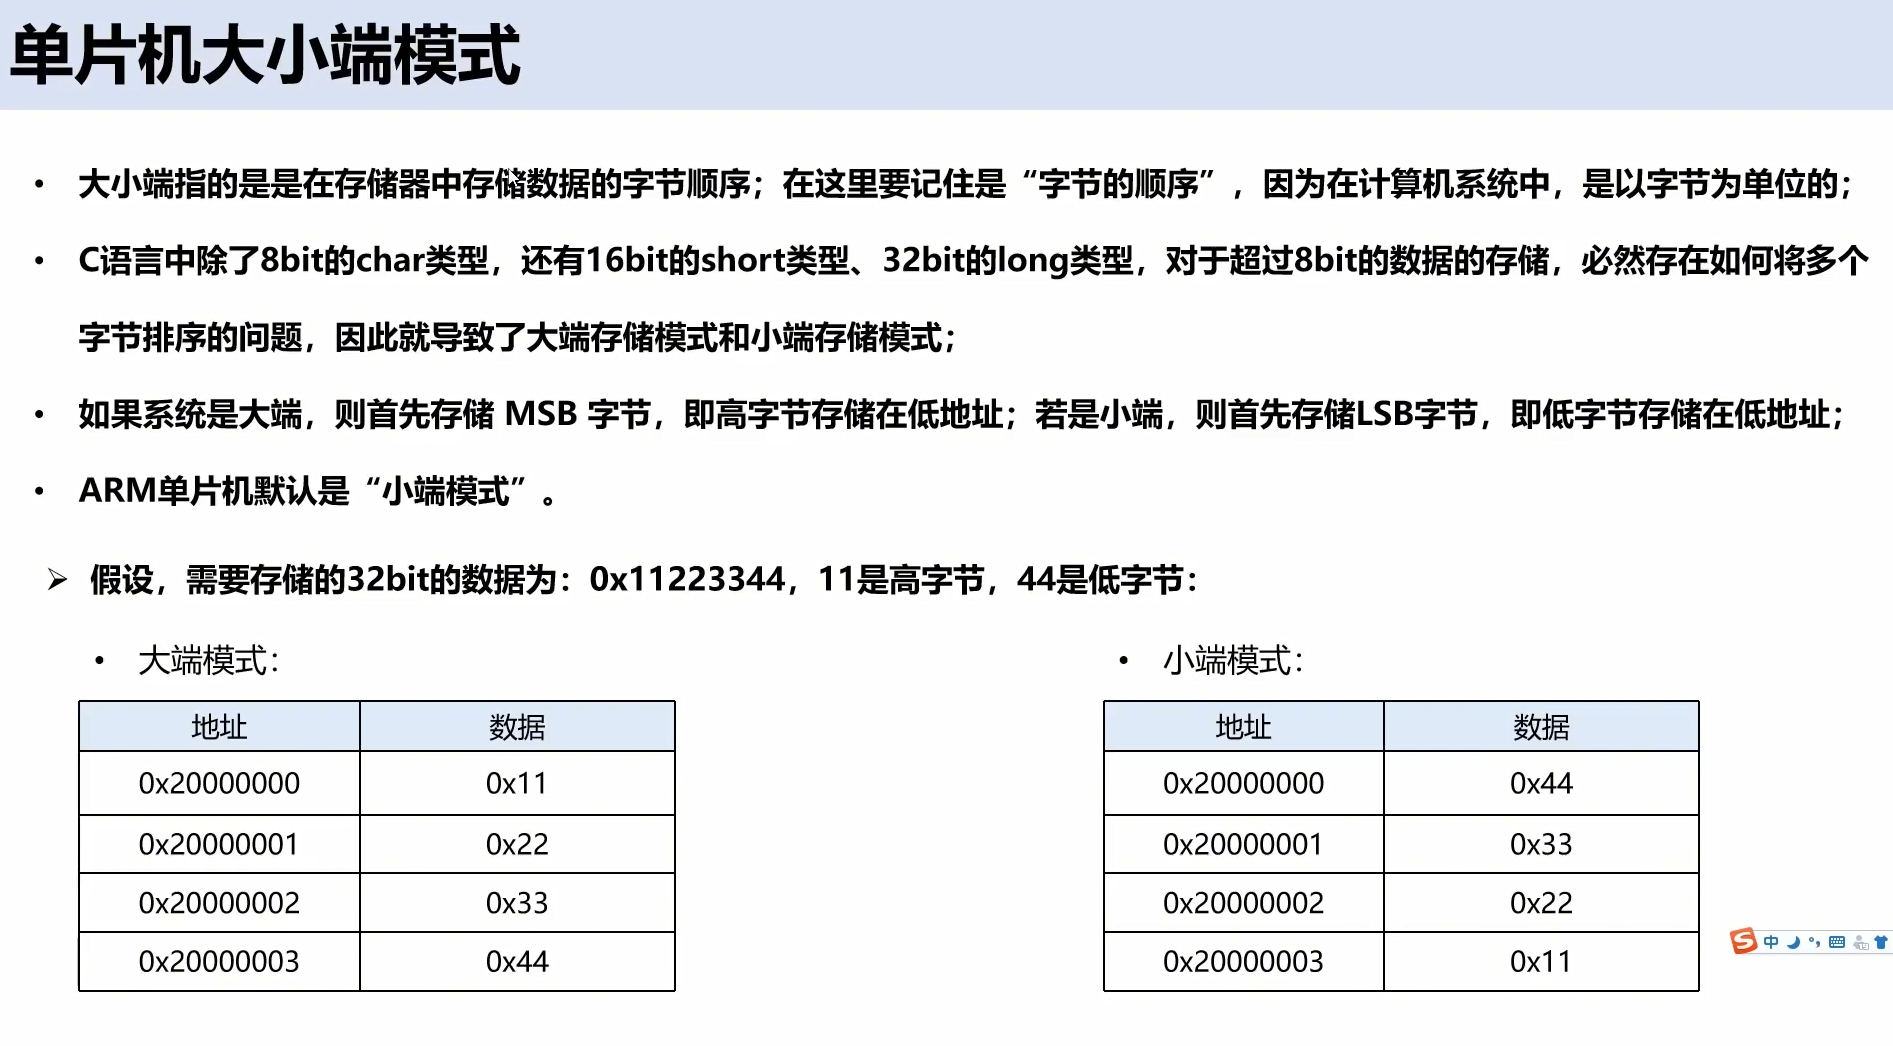 单片机大小端模式
• 大小端指的是是在存储器中存储数据的字节顺序；在这里要记住是“字节的顺序”，因为在计算机系统中，是以字节为单位的；
• C语言中除了8bit的char类型，还有16bit的short类型、32bit的long类型，对于超过8bit的数据的存储，必然存在如何将多个
字节排序的问题，因此就导致了大端存储模式和小端存储模式；
• 如果系统是大端，则首先存储 MSB 字节，即高字节存储在低地址；若是小端，则首先存储LSB字节，即低字节存储在低地址；
• ARM单片机默认是“小端模式”。
➢ 假设，需要存储的32bit的数据为：0x11223344，11是高字节，44是低字节：
• 大端模式：
地址 数据
0x20000000 0x11
0x20000001 0x22
0x20000002 0x33
0x20000003 0x44
• 小端模式：
地址 数据
0x20000000 0x44
0x20000001 0x33
0x20000002 0x22
0x20000003 0x11
S中